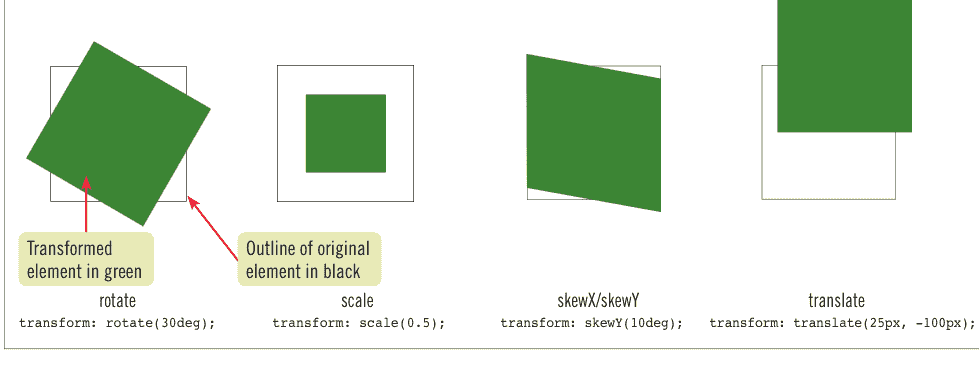 Transformed
element in green
Outline of original
element in black
rotate
transform: rotate(30deg);
scale
transform: scale(0.5);
skewX/skewY
transform: skewY(10deg);
translate
transform: translate(25px, -100px);